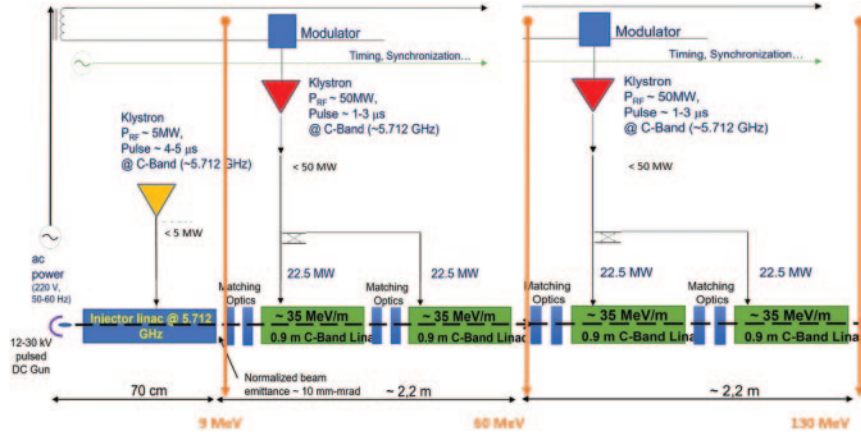 Modulator
Timing, Synchronization...
Klystron
P_RF ~ 50MW,
Pulse ~ 1-3 μs
@ C-Band (~5.712 GHz)
Klystron
P_RF ~ 5MW,
Pulse ~ 4-5 μs
@ C-Band (~5.712 GHz)
< 50 MW
< 5 MW
22.5 MW
22.5 MW
Modulator
Timing, Synchronization...
Klystron
P_RF ~ 50MW,
Pulse ~ 1-3 μs
@ C-Band (~5.712 GHz)
< 50 MW
22.5 MW
22.5 MW
ac
power
(220 V,
50-60 Hz)
12-30 kV
pulsed
DC Gun
Injector linac @ 5.712
GHz
Matching
Optics
~ 35 MeV/m
0.9 m C-Band Linac
Matching
Optics
~ 35 MeV/m
0.9 m C-Band Linac
Matching
Optics
~ 35 MeV/m
0.9 m C-Band Linac
Matching
Optics
~ 35 MeV/m
0.9 m C-Band Linac
Normalized beam
emittance ~ 10 mm-mrad
70 cm
~ 2,2 m
~ 2,2 m
9 MeV
60 MeV
130 MeV